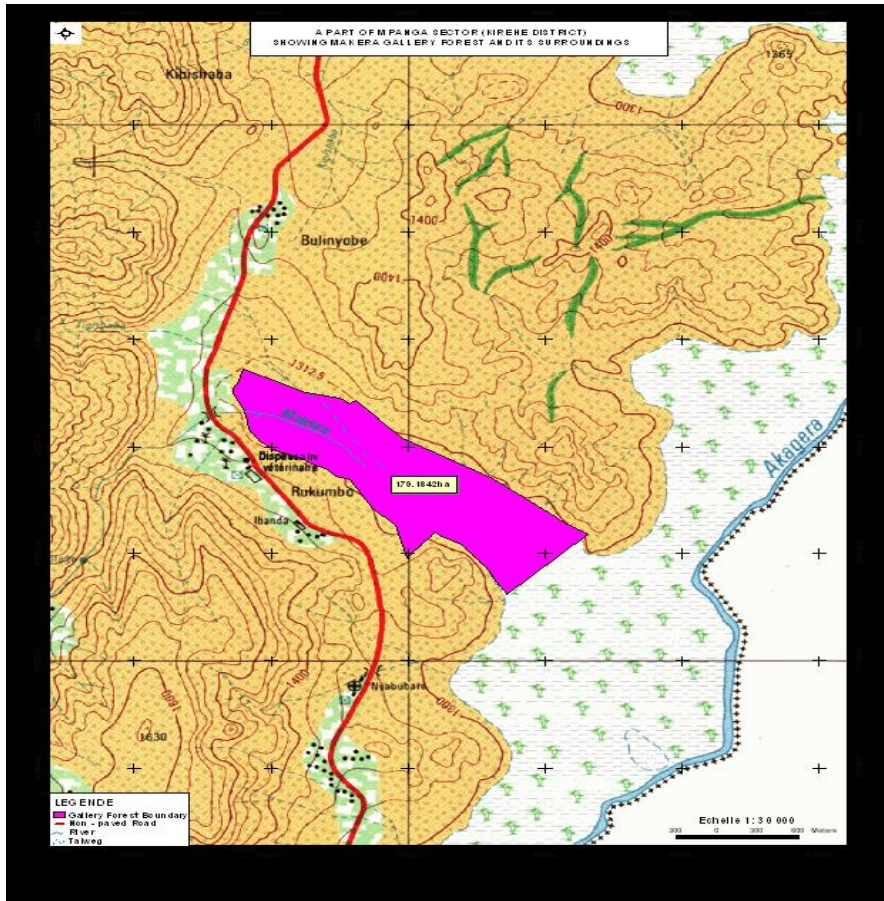 A PART OF MPANGA SECTOR (KIREHE DISTRICT)
SHOWING MAKERA GALLERY FOREST AND ITS SURROUNDINGS
Kibishaba
1365
1300
1400
Bulinyobe
1400
1400
1312.5
Akagera
Dispensaire
vétérinaire
179.1842ha
Rukumbo
Ibanda
1400
Nyabubare
1300
1600
1630
LEGENDE
Gallery Forest Boundary
Non - paved Road
River
Talweg
Echelle 1:30 000
300 0 300 600 Meters